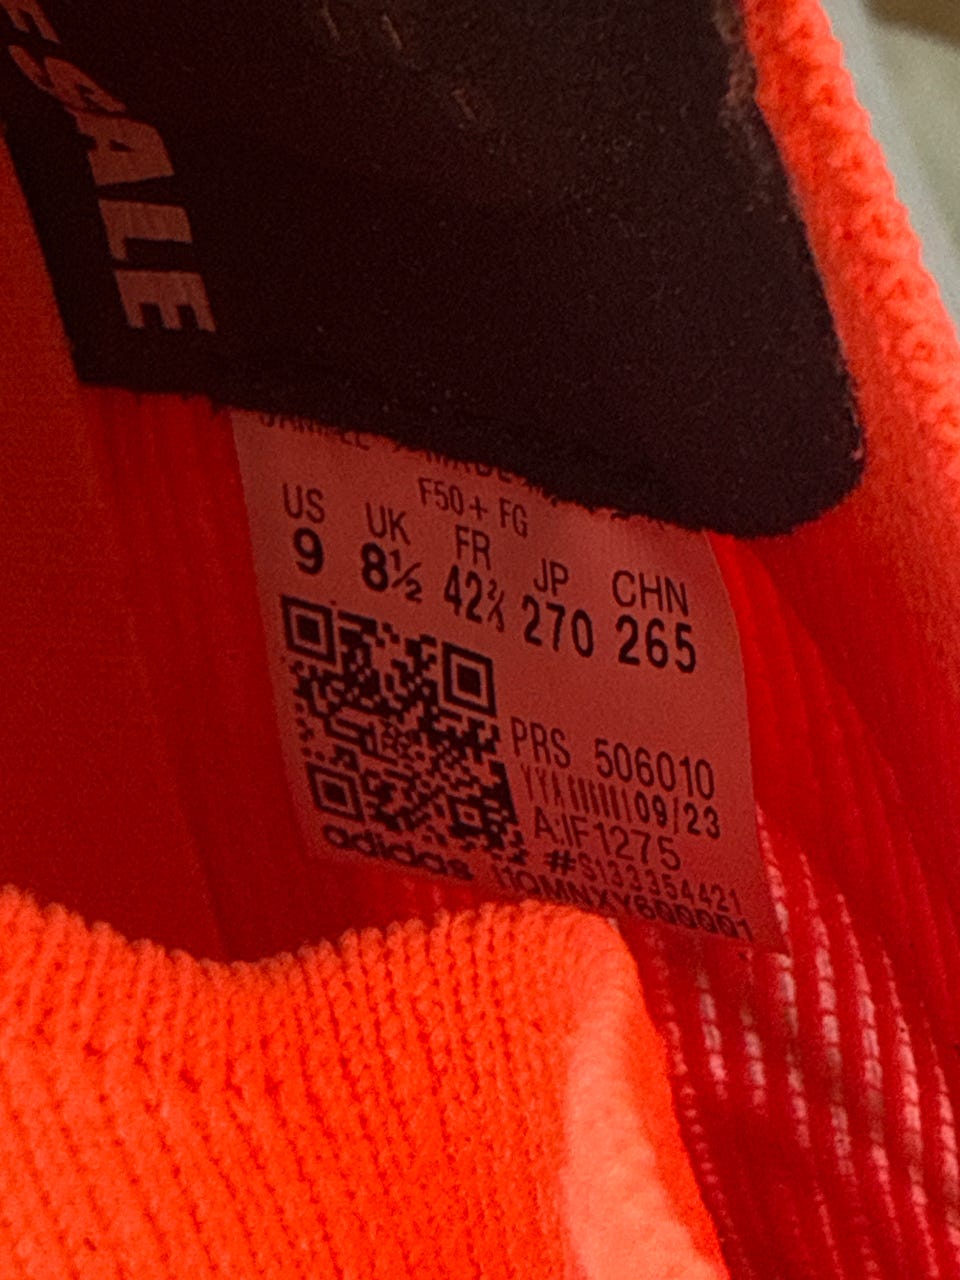 SALE
SAMPLE
F50+ FG
US UK FR JP CHN
9 8½ 42⅔ 270 265
PRS 506010
09/23
A:IF1275
#S133354421
adidas